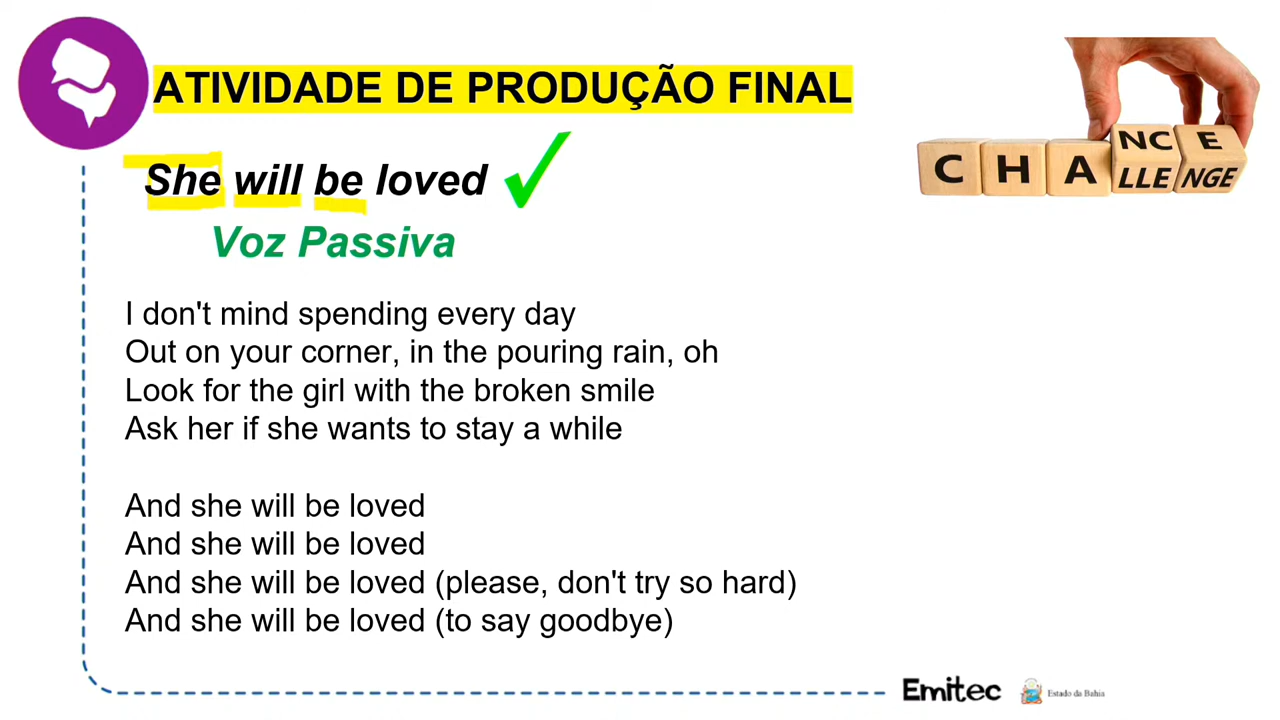 ATIVIDADE DE PRODUÇÃO FINAL
CHANCE
LLENGE
She will be loved
Voz Passiva
I don't mind spending every day
Out on your corner, in the pouring rain, oh
Look for the girl with the broken smile
Ask her if she wants to stay a while
And she will be loved
And she will be loved
And she will be loved (please, don't try so hard)
And she will be loved (to say goodbye)
Emitec
Estado da Bahia